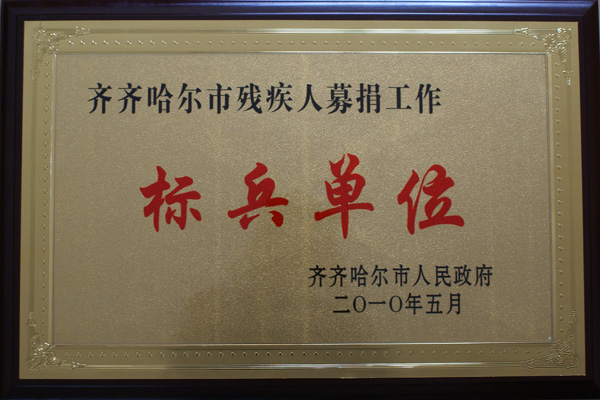 齐齐哈尔市残疾人募捐工作
标兵单位
齐齐哈尔市人民政府
二〇一〇年五月